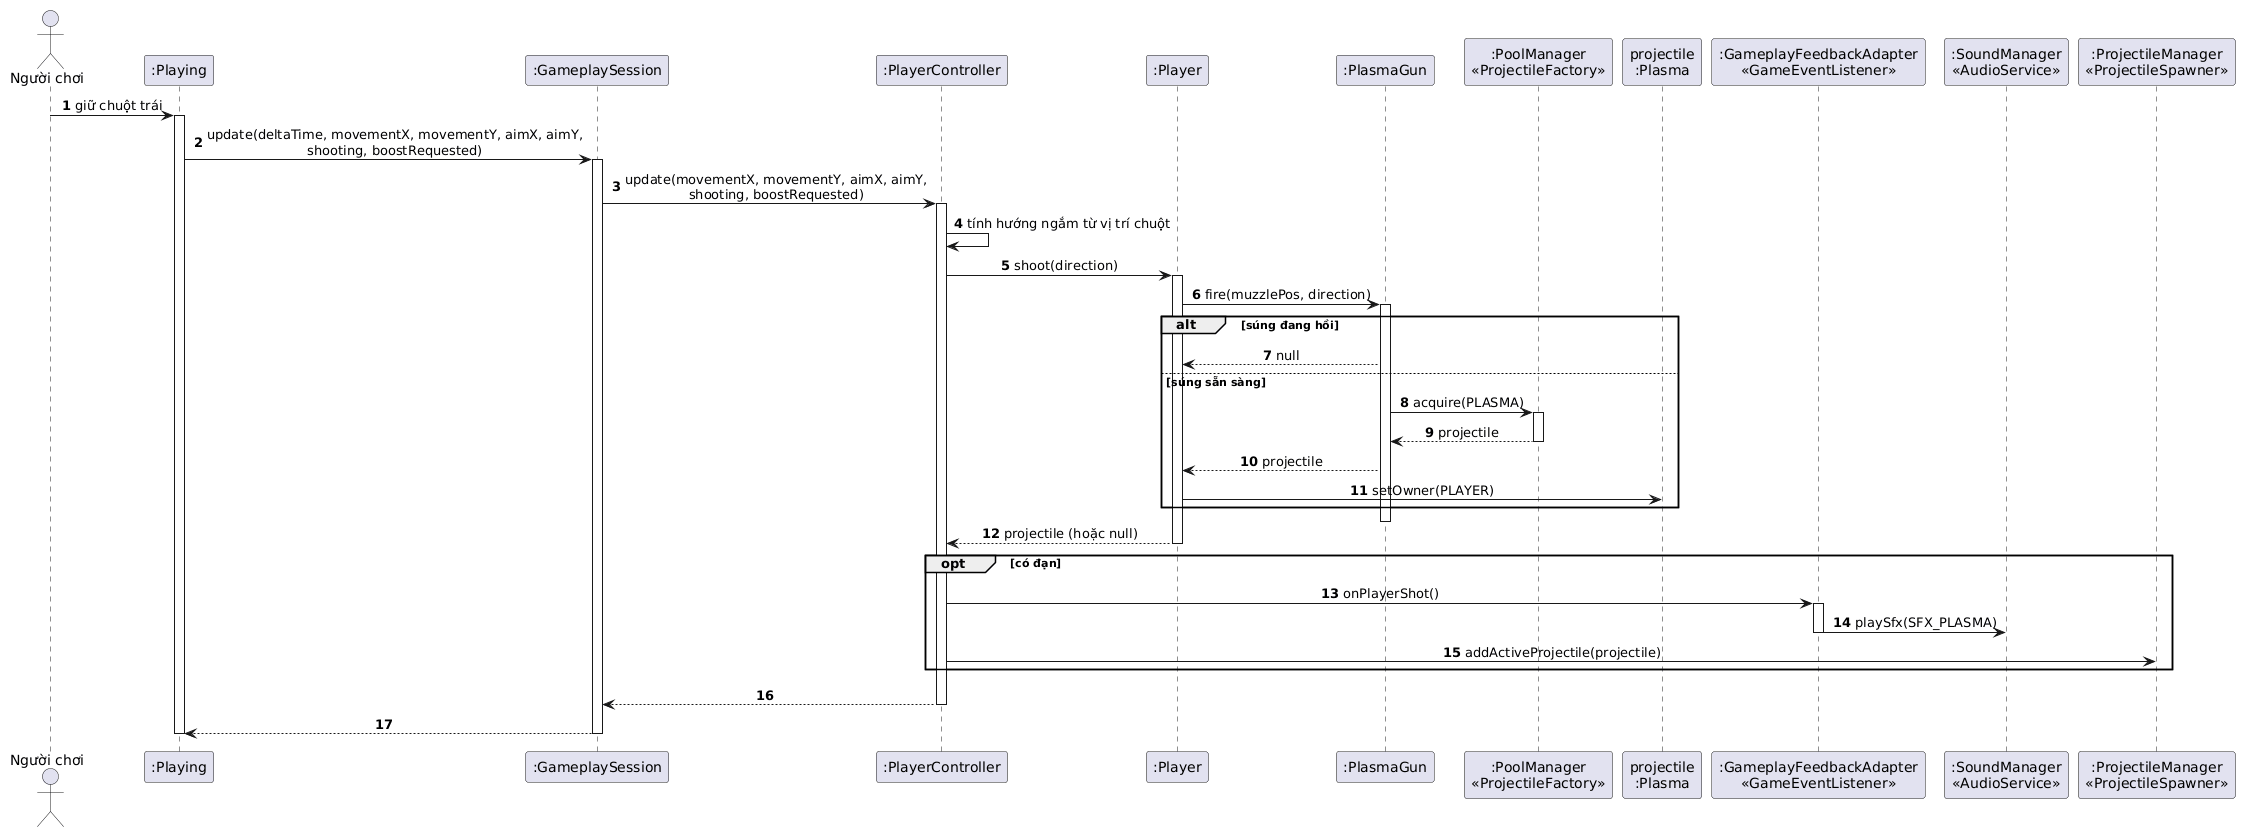 Người chơi
:Playing
:GameplaySession
:PlayerController
:Player
:PlasmaGun
:PoolManager
«ProjectileFactory»
projectile
:Plasma
:GameplayFeedbackAdapter
«GameEventListener»
:SoundManager
«AudioService»
:ProjectileManager
«ProjectileSpawner»
1 giữ chuột trái
2 update(deltaTime, movementX, movementY, aimX, aimY,
shooting, boostRequested)
3 update(movementX, movementY, aimX, aimY,
shooting, boostRequested)
4 tính hướng ngắm từ vị trí chuột
5 shoot(direction)
6 fire(muzzlePos, direction)
alt [súng đang hồi]
7 null
[súng sẵn sàng]
8 acquire(PLASMA)
9 projectile
10 projectile
11 setOwner(PLAYER)
12 projectile (hoặc null)
opt [có đạn]
13 onPlayerShot()
14 playSfx(SFX_PLASMA)
15 addActiveProjectile(projectile)
16
17
Người chơi
:Playing
:GameplaySession
:PlayerController
:Player
:PlasmaGun
:PoolManager
«ProjectileFactory»
projectile
:Plasma
:GameplayFeedbackAdapter
«GameEventListener»
:SoundManager
«AudioService»
:ProjectileManager
«ProjectileSpawner»